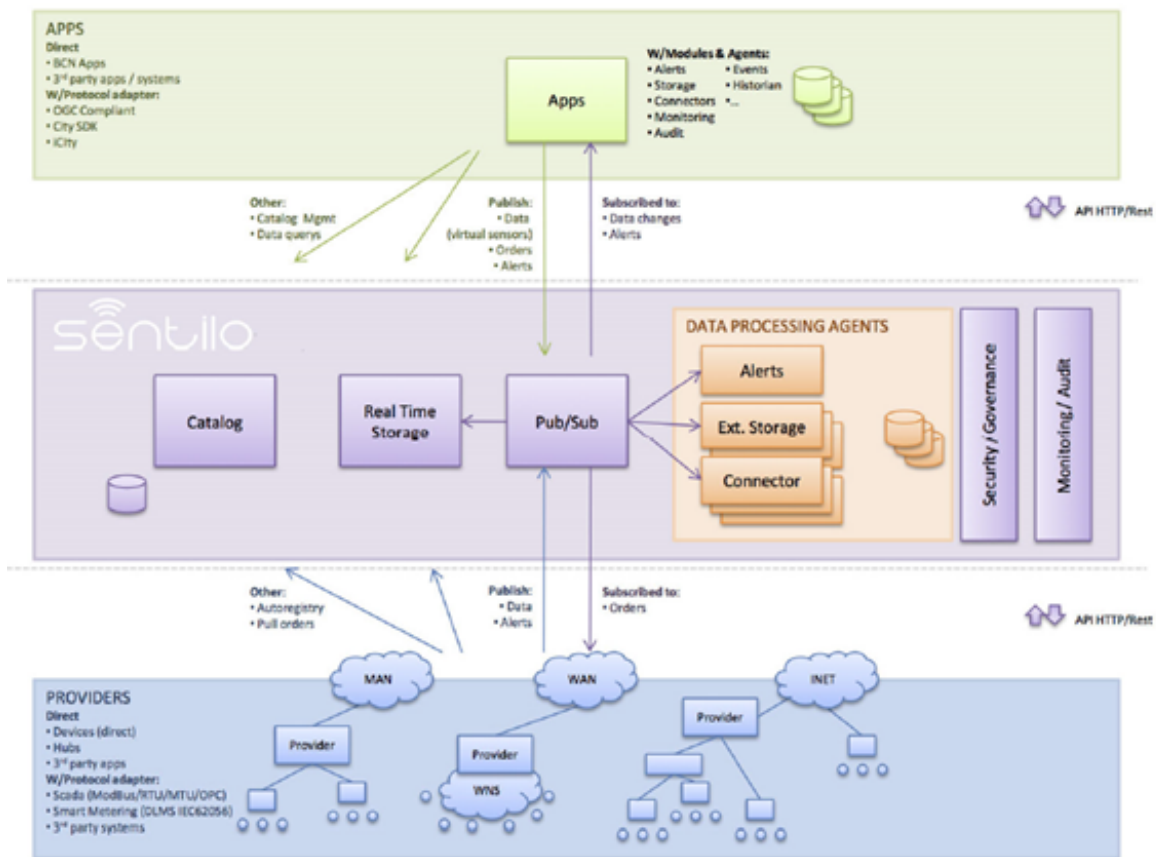 APPS
Direct
• BCN Apps
• 3rd party apps / systems
W/Protocol adapter:
• OGC Compliant
• City SDK
• iCity
Apps
W/Modules & Agents:
• Alerts
• Storage
• Connectors
• Monitoring
• Audit
• Events
• Historian
•...
Other:
• Catalog Mgmt
• Data querys
Publish:
• Data
(virtual sensors)
• Orders
• Alerts
Subscribed to:
• Data changes
• Alerts
API HTTP/Rest
sentilo
Catalog
Real Time
Storage
Pub/Sub
DATA PROCESSING AGENTS
Alerts
Ext. Storage
Connector
Security / Governance
Monitoring / Audit
Other:
• Autoregistry
• Pull orders
Publish:
• Data
• Alerts
Subscribed to:
• Orders
API HTTP/Rest
MAN
WAN
INET
PROVIDERS
Direct
• Devices (direct)
• Hubs
• 3rd party apps
W/Protocol adapter:
• Scada (ModBus/RTU/MTU/OPC)
• Smart Metering (DLMS IEC62056)
• 3rd party systems
Provider
Provider
WNS
Provider